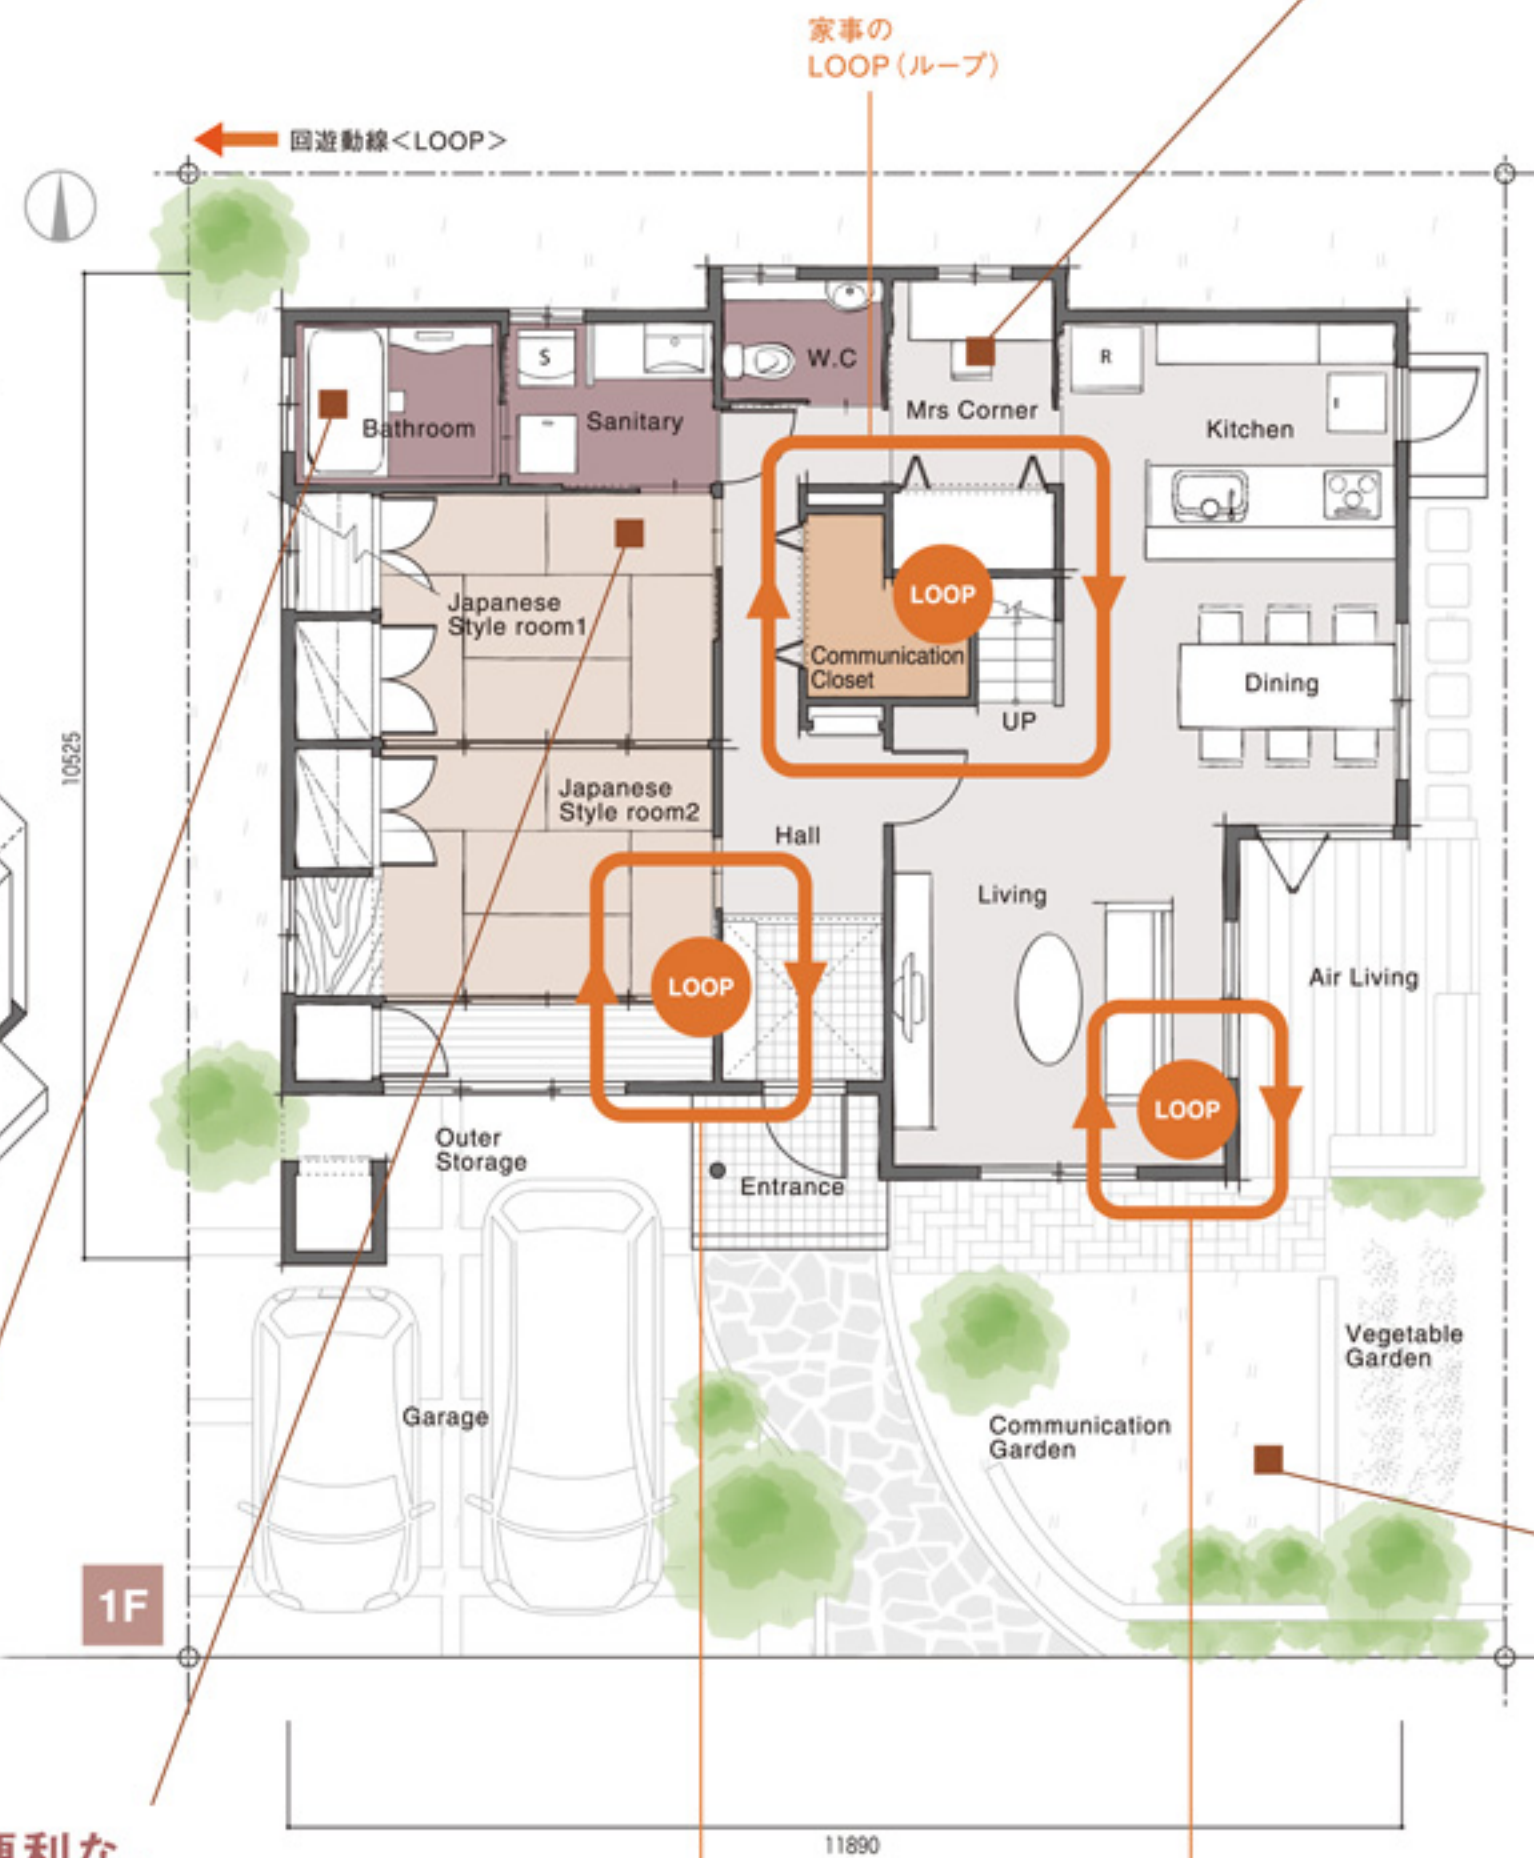 家事の
LOOP(ループ)
回遊動線<LOOP>
W.C
S
R
Bathroom
Sanitary
Mrs Corner
Kitchen
Japanese
Style room1
LOOP
Communication
Closet
UP
Dining
10525
Japanese
Style room2
Hall
Living
LOOP
Air Living
LOOP
Outer
Storage
Entrance
Vegetable
Garden
Garage
Communication
Garden
1F
11890
利な